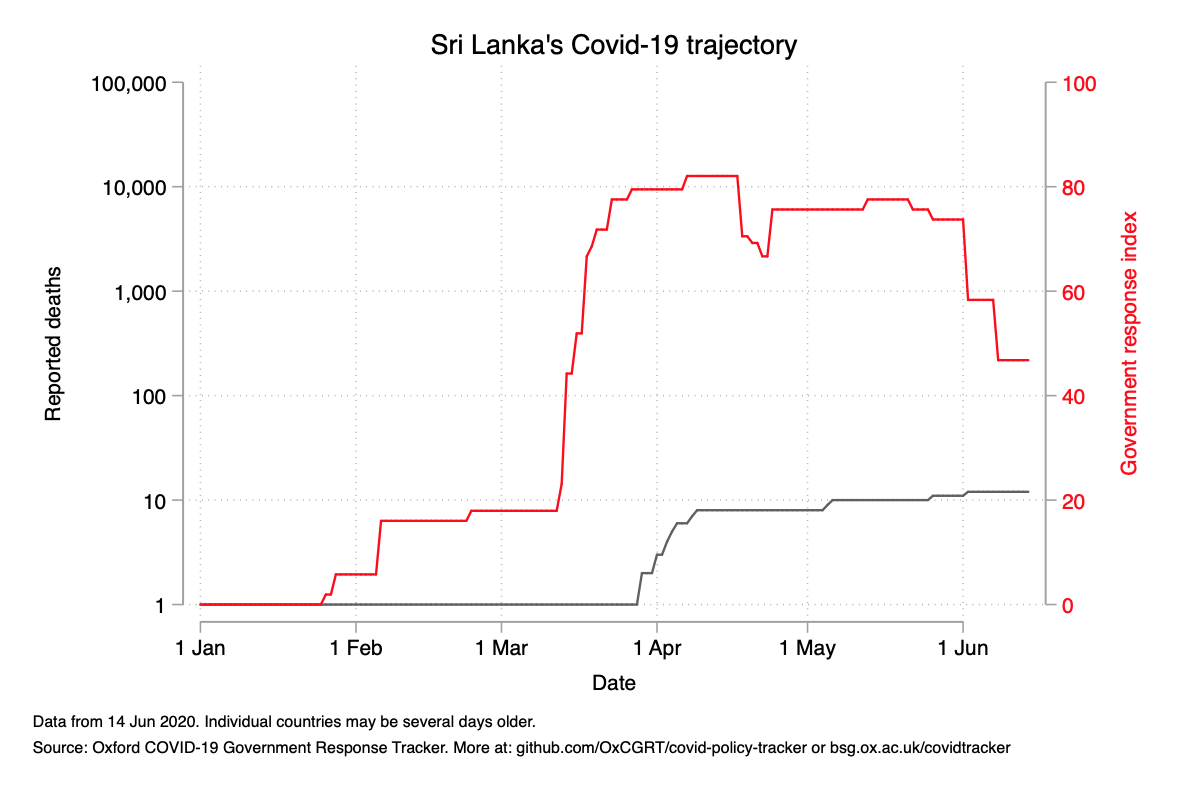 Sri Lanka's Covid-19 trajectory
100,000
10,000
1,000
100
10
1
Reported deaths
100
80
60
40
20
0
Government response index
1 Jan
1 Feb
1 Mar
1 Apr
1 May
1 Jun
Date
Data from 14 Jun 2020. Individual countries may be several days older.
Source: Oxford COVID-19 Government Response Tracker. More at: github.com/OxCGRT/covid-policy-tracker or bsg.ox.ac.uk/covidtracker